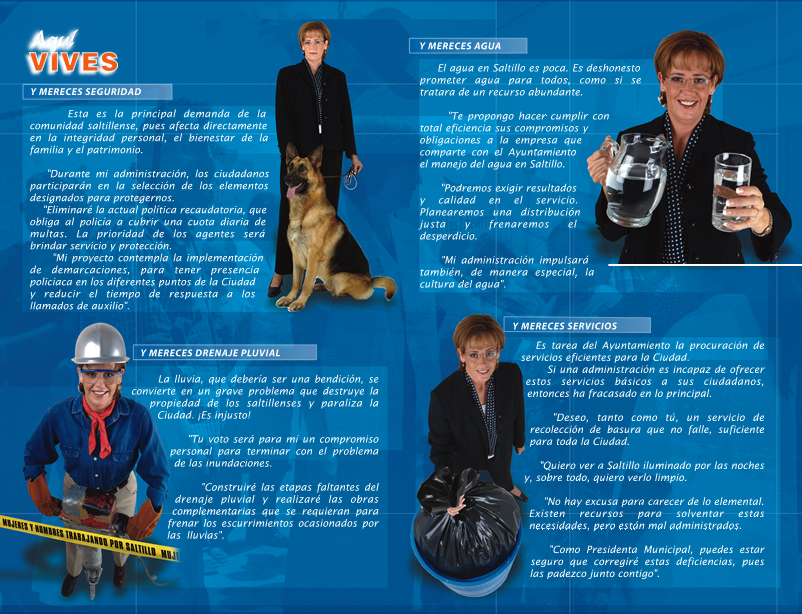 Aquí
VIVES
Y MERECES SEGURIDAD
Esta es la principal demanda de la
comunidad saltillense, pues afecta directamente
en la integridad personal, el bienestar de la
familia y el patrimonio.
"Durante mi administración, los ciudadanos
participarán en la selección de los elementos
designados para protegernos.
"Eliminaré la actual política recaudatoria, que
obliga al policía a cubrir una cuota diaria de
multas. La prioridad de los agentes será
brindar servicio y protección.
"Mi proyecto contempla la implementación
de demarcaciones, para tener presencia
policiaca en los diferentes puntos de la Ciudad
y reducir el tiempo de respuesta a los
llamados de auxilio".
Y MERECES AGUA
El agua en Saltillo es poca. Es deshonesto
prometer agua para todos, como si se
tratara de un recurso abundante.
"Te propongo hacer cumplir con
total eficiencia sus compromisos y
obligaciones a la empresa que
comparte con el Ayuntamiento
el manejo del agua en Saltillo.
"Podremos exigir resultados
y calidad en el servicio.
Planearemos una distribución
justa y frenaremos el
desperdicio.
"Mi administración impulsará
también, de manera especial, la
cultura del agua".
Y MERECES DRENAJE PLUVIAL
La lluvia, que debería ser una bendición, se
convierte en un grave problema que destruye la
propiedad de los saltillenses y paraliza la
Ciudad. ¡Es injusto!
"Tu voto será para mi un compromiso
personal para terminar con el problema
de las inundaciones.
"Construiré las etapas faltantes del
drenaje pluvial y realizaré las obras
complementarias que se requieran para
frenar los escurrimientos ocasionados por
las lluvias".
MUJERES Y HOMBRES TRABAJANDO POR SALTILLO MUJ
Y MERECES SERVICIOS
Es tarea del Ayuntamiento la procuración de
servicios eficientes para la Ciudad.
Si una administración es incapaz de ofrecer
estos servicios básicos a sus ciudadanos,
entonces ha fracasado en lo principal.
"Deseo, tanto como tú, un servicio de
recolección de basura que no falle, suficiente
para toda la Ciudad.
"Quiero ver a Saltillo iluminado por las noches
y, sobre todo, quiero verlo limpio.
"No hay excusa para carecer de lo elemental.
Existen recursos para solventar estas
necesidades, pero están mal administrados.
"Como Presidenta Municipal, puedes estar
seguro que corregiré estas deficiencias, pues
las padezco junto contigo".